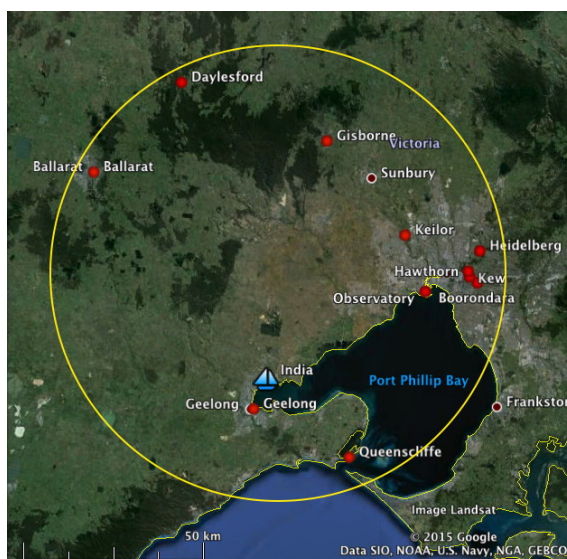 Daylesford
Gisborne
Victoria
Ballarat Ballarat
Sunbury
Keilor
Heidelberg
Hawthorn
Kew
Observatory Boorondara
India
Port Phillip Bay
Geelong Geelong
Frankston
Queenscliffe
Image Landsat
50 km
© 2015 Google
Data SIO, NOAA, U.S. Navy, NGA, GEBCO